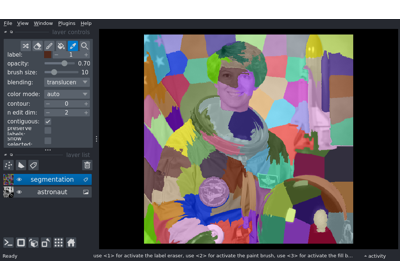 File View Window Plugins Help
layer controls
label: 1
opacity: 0.70
brush size: 10
blending: translucen
color mode: auto
contour: 0
n edit dim: 2
contiguous: ✓
preserve
labels:
show
selected:
layer list
segmentation
astronaut
Ready
use <1> for activate the label eraser, use <2> for activate the paint brush, use <3> for activate the fill b...
activity